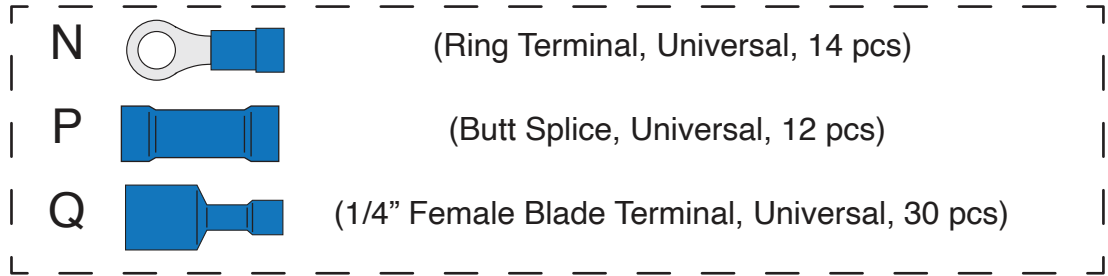 N (Ring Terminal, Universal, 14 pcs)
P (Butt Splice, Universal, 12 pcs)
Q (1/4” Female Blade Terminal, Universal, 30 pcs)